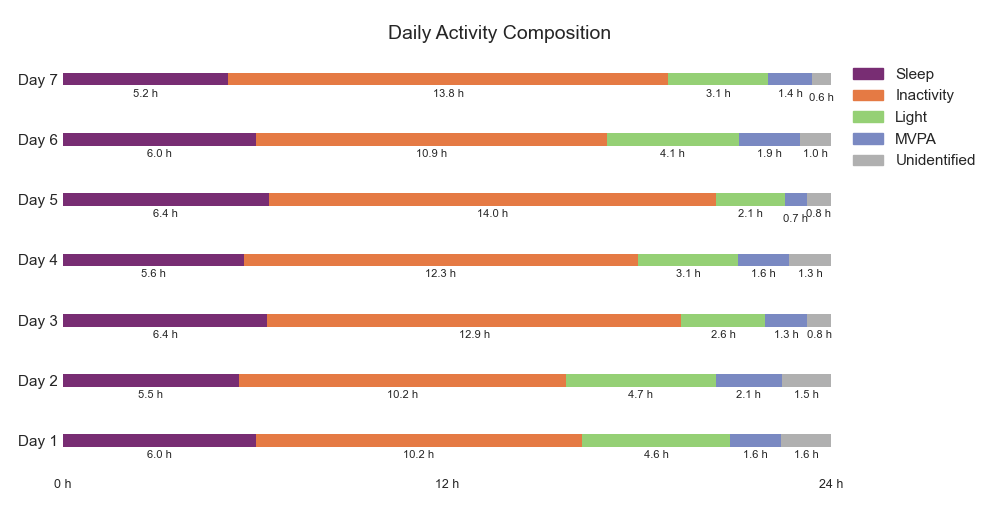 Daily Activity Composition
Day 7
5.2 h 13.8 h 3.1 h 1.4 h 0.6 h
Day 6
6.0 h 10.9 h 4.1 h 1.9 h 1.0 h
Day 5
6.4 h 14.0 h 2.1 h 0.7 h 0.8 h
Day 4
5.6 h 12.3 h 3.1 h 1.6 h 1.3 h
Day 3
6.4 h 12.9 h 2.6 h 1.3 h 0.8 h
Day 2
5.5 h 10.2 h 4.7 h 2.1 h 1.5 h
Day 1
6.0 h 10.2 h 4.6 h 1.6 h 1.6 h
0 h 12 h 24 h
Sleep
Inactivity
Light
MVPA
Unidentified